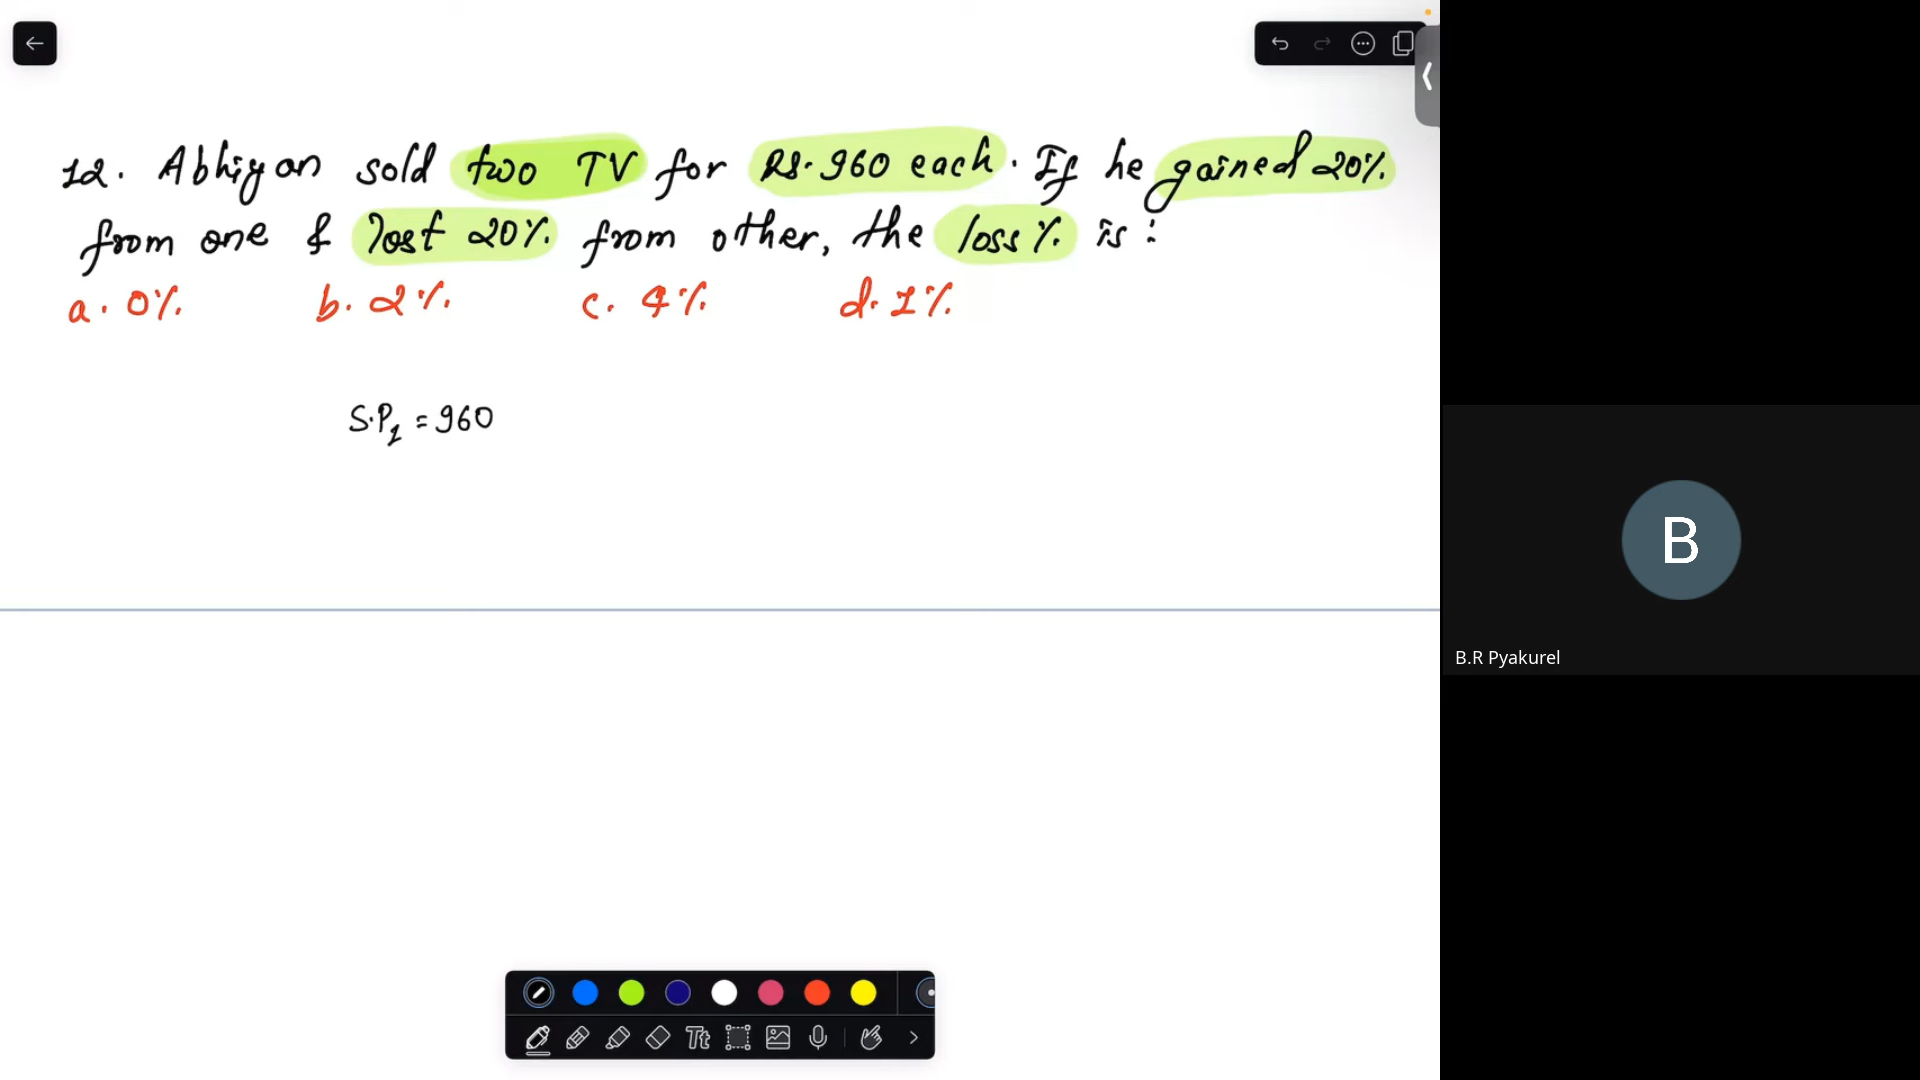 12. Abhiyan sold two TV for Rs. 960 each. If he gained 20%
from one & lost 20% from other, the loss % is:
a. 0% b. 2% c. 4% d. 1%
S.P₁ = 960
B
B.R Pyakurel
Tt